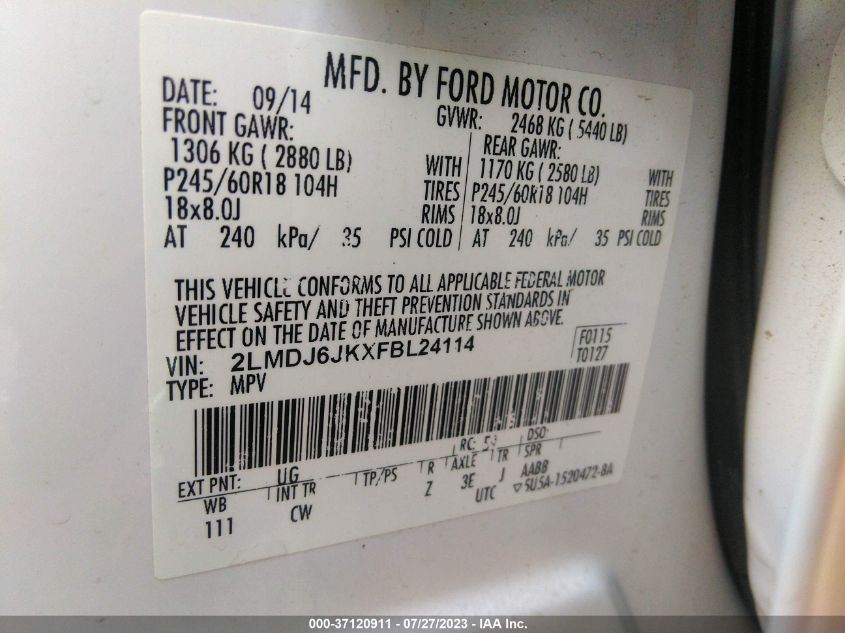 MFD. BY FORD MOTOR CO.
DATE: 09/14 GVWR: 2468 KG ( 5440 LB)
FRONT GAWR: REAR GAWR:
1306 KG ( 2880 LB) WITH 1170 KG ( 2580 LB) WITH
P245/60R18 104H TIRES P245/60R18 104H TIRES
18x8.0J RIMS 18x8.0J RIMS
AT 240 kPa/ 35 PSI COLD AT 240 kPa/ 35 PSI COLD
THIS VEHICLE CONFORMS TO ALL APPLICABLE FEDERAL MOTOR
VEHICLE SAFETY AND THEFT PREVENTION STANDARDS IN
EFFECT ON THE DATE OF MANUFACTURE SHOWN ABOVE.
VIN: 2LMDJ6JKXFBL24114 F0115
TYPE: MPV T0127
EXT PNT: UG RC: 53 DSO:
WB INT TR TP/PS R AXLE TR SPR
111 CW Z 3E J AABB
UTC ▽5U5A-1520472-BA
000-37120911 - 07/27/2023 - IAA Inc.